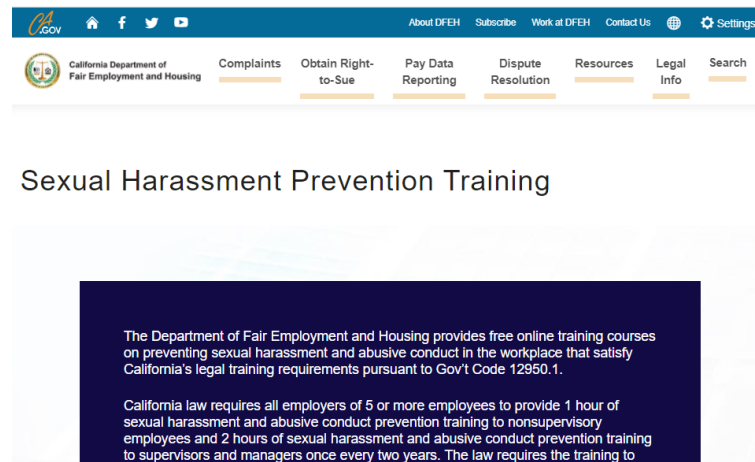 CA.GOV
About DFEH Subscribe Work at DFEH Contact Us Settings
California Department of
Fair Employment and Housing
Complaints
Obtain Right-
to-Sue
Pay Data
Reporting
Dispute
Resolution
Resources
Legal
Info
Search
Sexual Harassment Prevention Training
The Department of Fair Employment and Housing provides free online training courses
on preventing sexual harassment and abusive conduct in the workplace that satisfy
California’s legal training requirements pursuant to Gov’t Code 12950.1.
California law requires all employers of 5 or more employees to provide 1 hour of
sexual harassment and abusive conduct prevention training to nonsupervisory
employees and 2 hours of sexual harassment and abusive conduct prevention training
to supervisors and managers once every two years. The law requires the training to